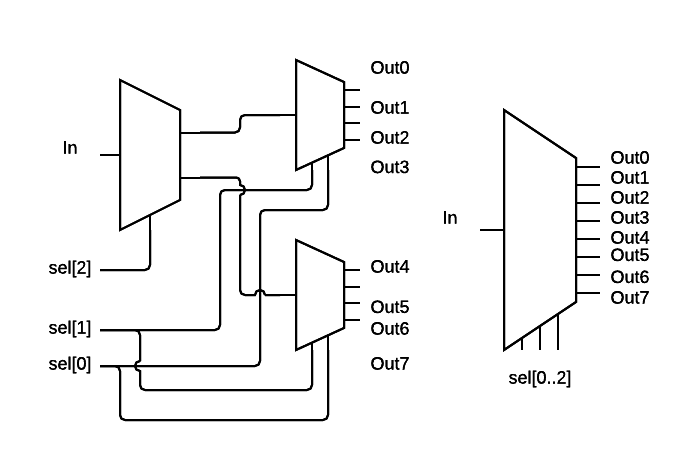 In
sel[2]
sel[1]
sel[0]
Out0
Out1
Out2
Out3
Out4
Out5
Out6
Out7
In
Out0
Out1
Out2
Out3
Out4
Out5
Out6
Out7
sel[0..2]